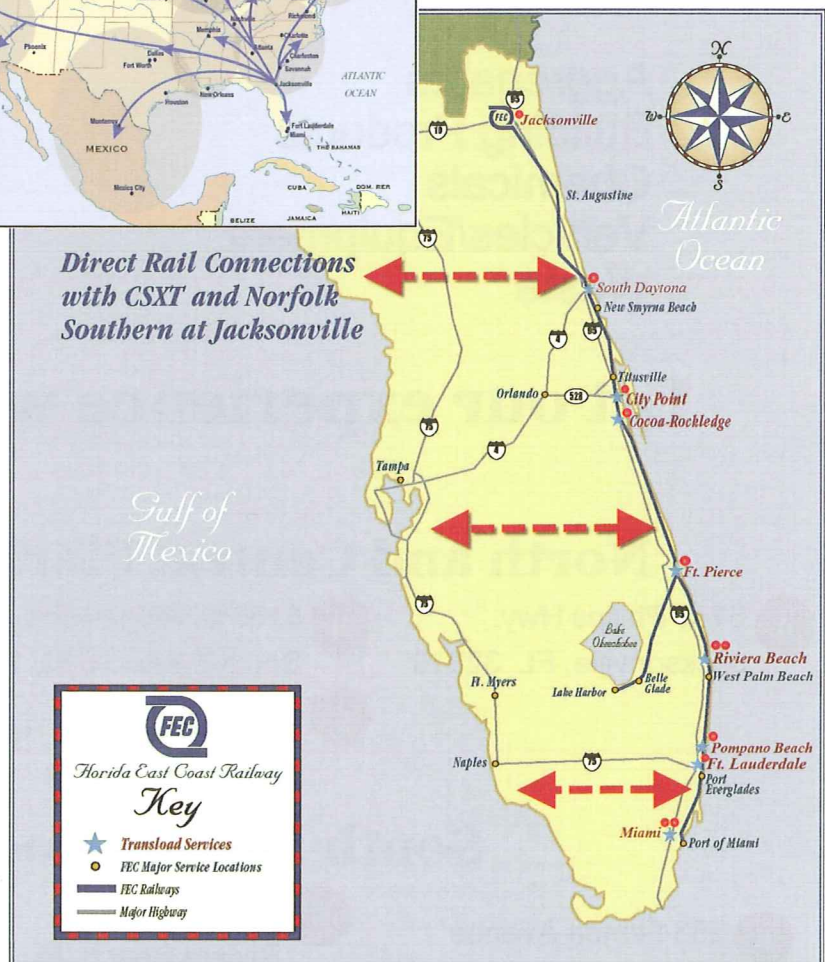 Nashville
Richmond
Memphis
Charlotte
Phoenix
Dallas
Atlanta
Fort Worth
Charleston
Savannah
Jacksonville
ATLANTIC
OCEAN
Houston
New Orleans
Monterrey
Fort Lauderdale
Miami
MEXICO
THE BAHAMAS
Mexico City
CUBA
DOM. REP.
HAITI
JAMAICA
BELIZE
N
W
E
S
95
FEC
Jacksonville
10
St. Augustine
Atlantic
Ocean
75
Direct Rail Connections
with CSXT and Norfolk
Southern at Jacksonville
South Daytona
New Smyrna Beach
95
4
Titusville
Orlando
528
City Point
Cocoa-Rockledge
75
4
Tampa
Gulf of
Mexico
Ft. Pierce
75
95
Lake
Okeechobee
Riviera Beach
West Palm Beach
Ft. Myers
Belle
Glade
Lake Harbor
Pompano Beach
Ft. Lauderdale
Naples
75
Port
Everglades
Miami
Port of Miami
FEC
Florida East Coast Railway
Key
Transload Services
FEC Major Service Locations
FEC Railways
Major Highway